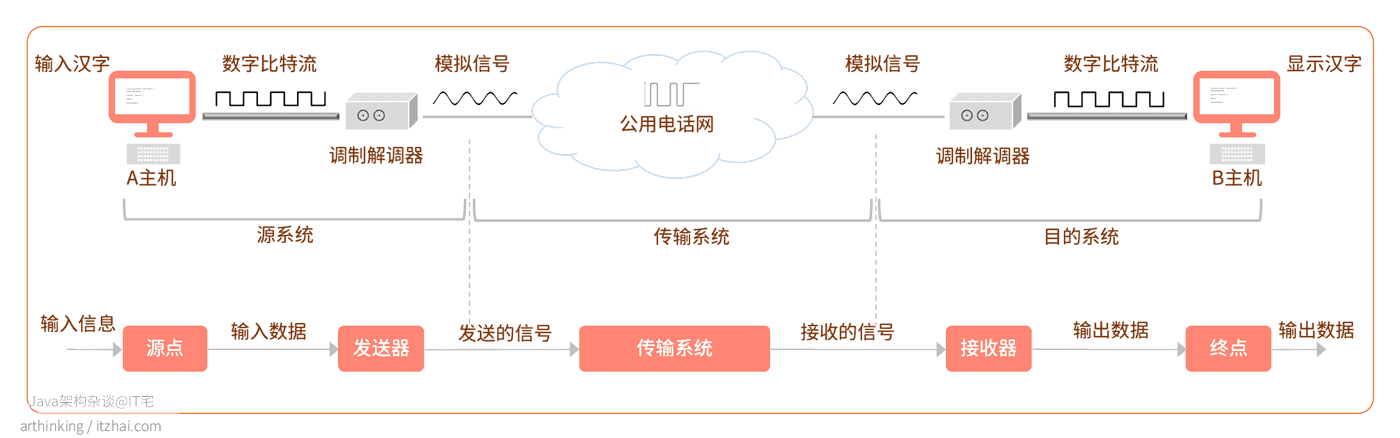 输入汉字
数字比特流
模拟信号
模拟信号
数字比特流
显示汉字
公用电话网
调制解调器
调制解调器
A主机
B主机
源系统
传输系统
目的系统
输入信息
源点
输入数据
发送器
发送的信号
传输系统
接收的信号
接收器
输出数据
终点
输出数据
Java架构杂谈@IT宅
arthinking / itzhai.com